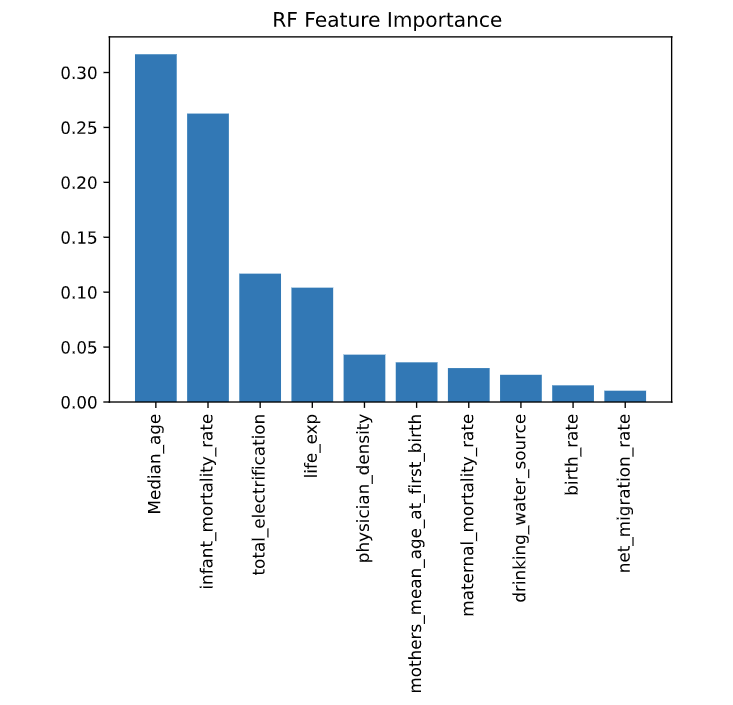 RF Feature Importance
0.30
0.25
0.20
0.15
0.10
0.05
0.00
Median_age
infant_mortality_rate
total_electrification
life_exp
physician_density
mothers_mean_age_at_first_birth
maternal_mortality_rate
drinking_water_source
birth_rate
net_migration_rate